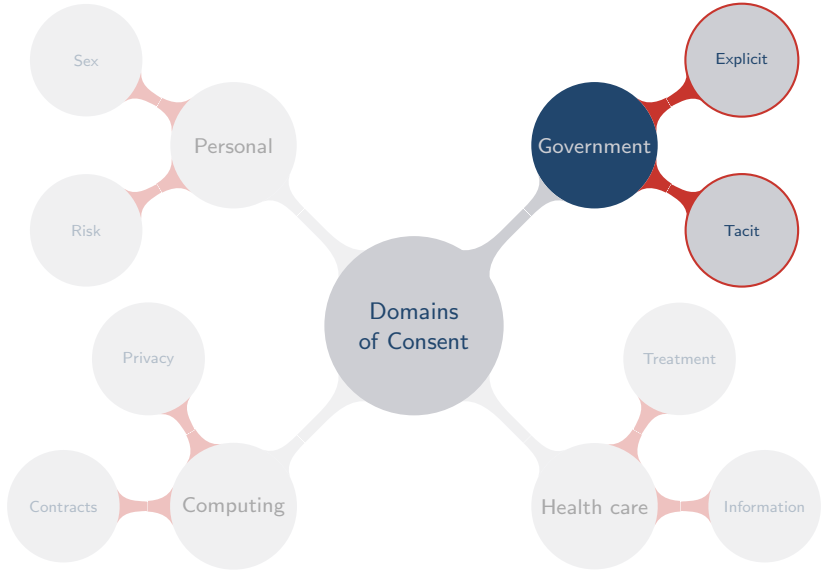 Sex
Explicit
Personal
Government
Risk
Tacit
Domains
of Consent
Privacy
Treatment
Contracts
Computing
Health care
Information